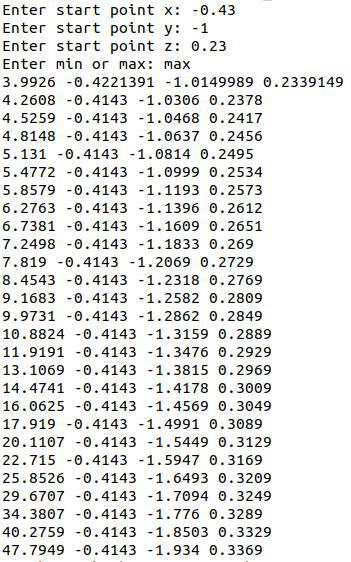 Enter start point x: -0.43
Enter start point y: -1
Enter start point z: 0.23
Enter min or max: max
3.9926 -0.4221391 -1.0149989 0.2339149
4.2608 -0.4143 -1.0306 0.2378
4.5259 -0.4143 -1.0468 0.2417
4.8148 -0.4143 -1.0637 0.2456
5.131 -0.4143 -1.0814 0.2495
5.4772 -0.4143 -1.0999 0.2534
5.8579 -0.4143 -1.1193 0.2573
6.2763 -0.4143 -1.1396 0.2612
6.7381 -0.4143 -1.1609 0.2651
7.2498 -0.4143 -1.1833 0.269
7.819 -0.4143 -1.2069 0.2729
8.4543 -0.4143 -1.2318 0.2769
9.1683 -0.4143 -1.2582 0.2809
9.9731 -0.4143 -1.2862 0.2849
10.8824 -0.4143 -1.3159 0.2889
11.9191 -0.4143 -1.3476 0.2929
13.1069 -0.4143 -1.3815 0.2969
14.4741 -0.4143 -1.4178 0.3009
16.0625 -0.4143 -1.4569 0.3049
17.919 -0.4143 -1.4991 0.3089
20.1107 -0.4143 -1.5449 0.3129
22.715 -0.4143 -1.5947 0.3169
25.8526 -0.4143 -1.6493 0.3209
29.6707 -0.4143 -1.7094 0.3249
34.3807 -0.4143 -1.776 0.3289
40.2759 -0.4143 -1.8503 0.3329
47.7949 -0.4143 -1.934 0.3369